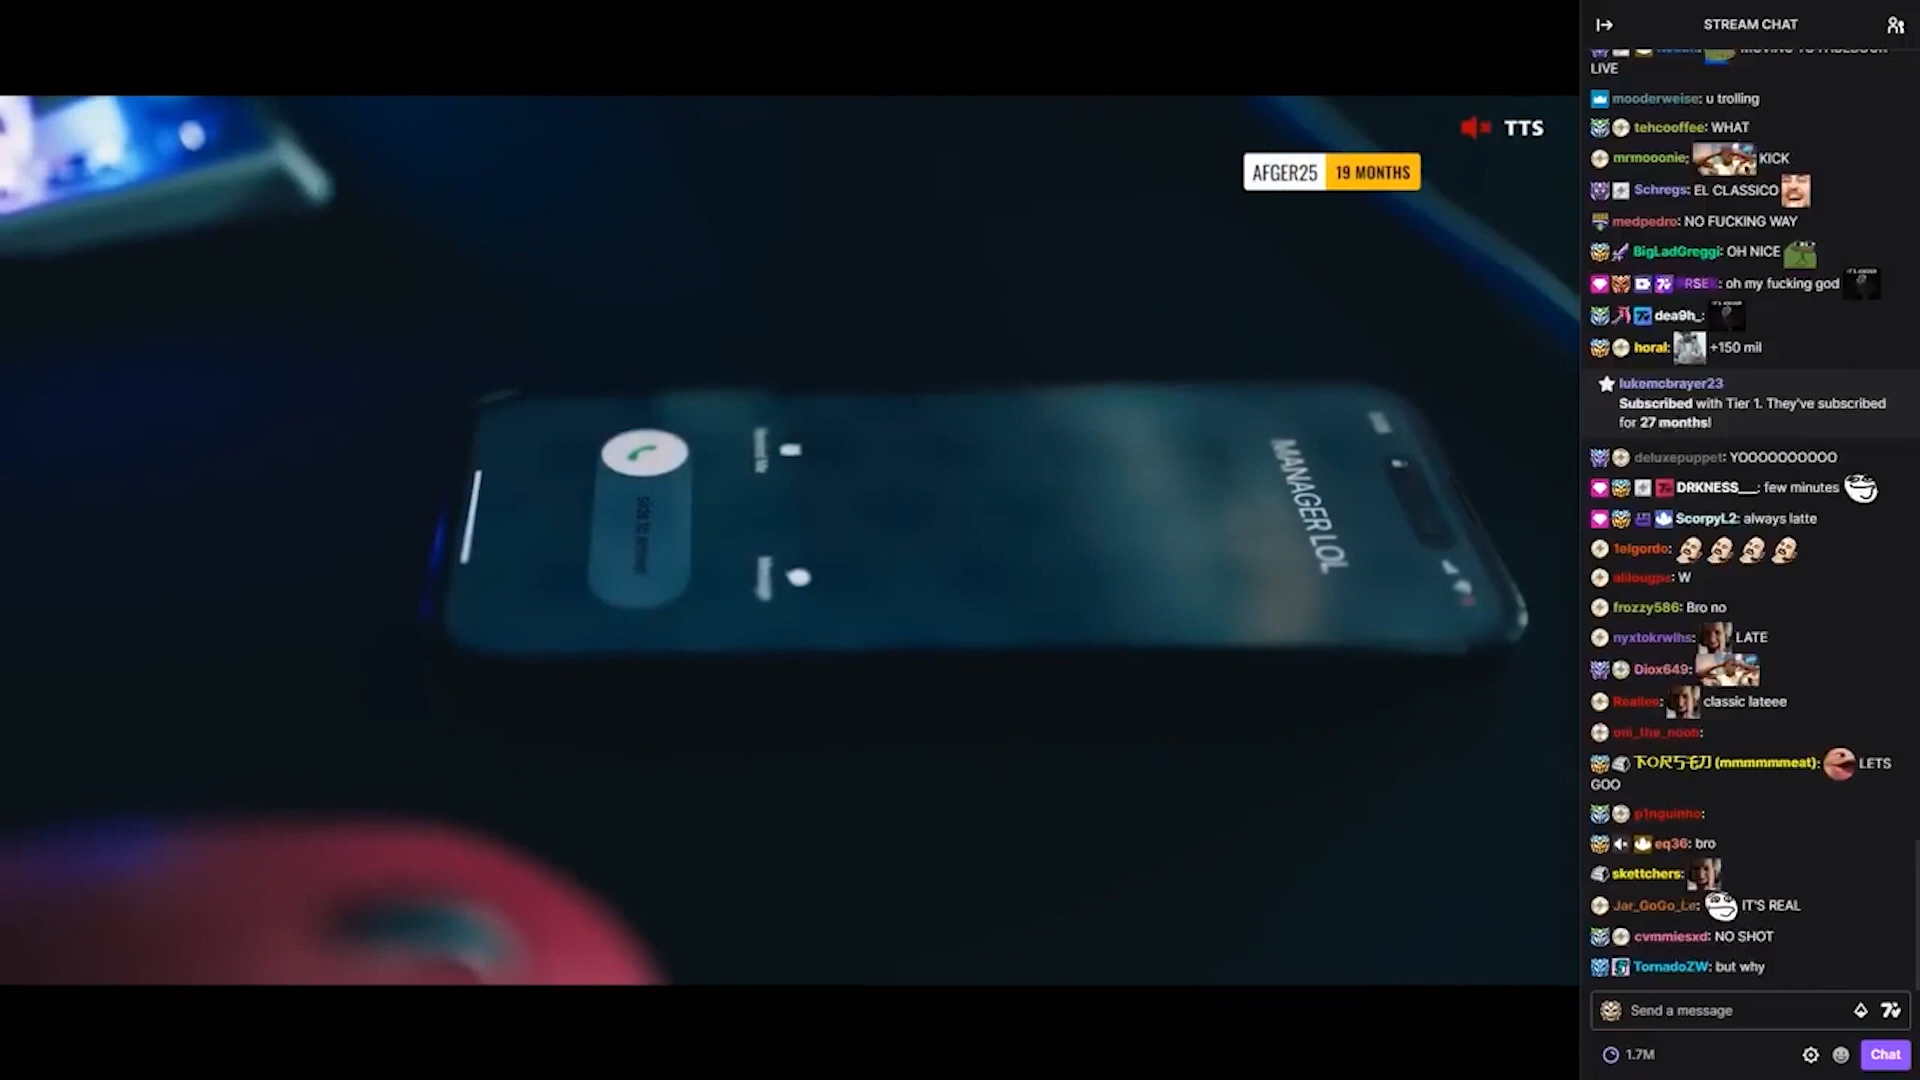 TTS
AFGER25 19 MONTHS
MANAGER LOL
Message
STREAM CHAT
LIVE
mooderweise: u trolling
tehcooffee: WHAT
mrmooonie: KICK
Schregs: EL CLASSICO
medpedro: NO FUCKING WAY
BigLadGreggi: OH NICE
RSE : oh my fucking god
dea9h_:
horal: +150 mil
lukemcbrayer23
Subscribed with Tier 1. They've subscribed
for 27 months!
deluxepuppet: YOOOOOOOOOO
DRKNESS___: few minutes
ScorpyL2: always latte
1elgordo:
W
frozzy586: Bro no
nyxtokrwlhs: LATE
Diox649:
classic lateee
oni_the_noob:
(mmmmmmeat): LETS
GOO
p1nguinho:
eq36: bro
skettchers:
Jar_GoGo_Le: IT'S REAL
cvmmiesxd: NO SHOT
TornadoZW: but why
Send a message
1.7M
Chat